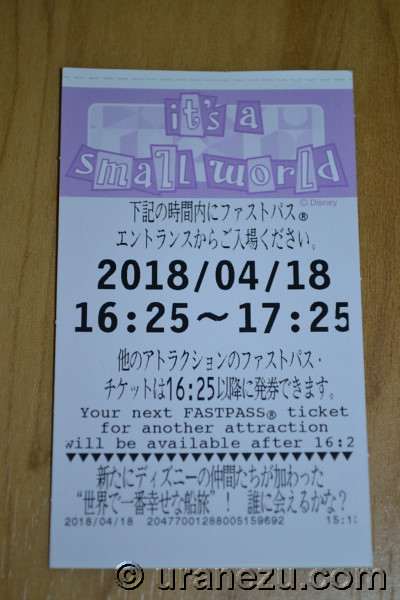 it's a
small world
© Disney
下記の時間内にファストパス®
エントランスからご入場ください。
2018/04/18
16:25～17:25
他のアトラクションのファストパス・
チケットは16:25以降に発券できます。
Your next FASTPASS® ticket
for another attraction
will be available after 16:2
新たにディズニーの仲間たちが加わった
“世界で一番幸せな船旅”！ 誰に会えるかな？
2018/04/18 20477001288005159692 15:1
© uranezu.com